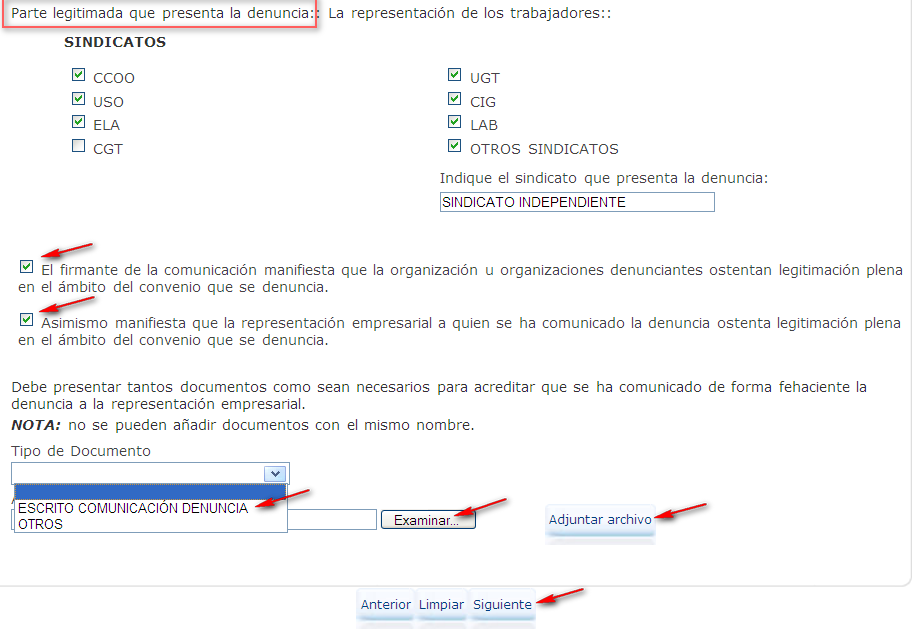 Parte legitimada que presenta la denuncia:: La representación de los trabajadores::
SINDICATOS
CCOO UGT
USO CIG
ELA LAB
CGT OTROS SINDICATOS
Indique el sindicato que presenta la denuncia:
SINDICATO INDEPENDIENTE
El firmante de la comunicación manifiesta que la organización u organizaciones denunciantes ostentan legitimación plena
en el ámbito del convenio que se denuncia.
Asimismo manifiesta que la representación empresarial a quien se ha comunicado la denuncia ostenta legitimación plena
en el ámbito del convenio que se denuncia.
Debe presentar tantos documentos como sean necesarios para acreditar que se ha comunicado de forma fehaciente la
denuncia a la representación empresarial.
NOTA: no se pueden añadir documentos con el mismo nombre.
Tipo de Documento
ESCRITO COMUNICACIÓN DENUNCIA
OTROS
Examinar... Adjuntar archivo
Anterior Limpiar Siguiente